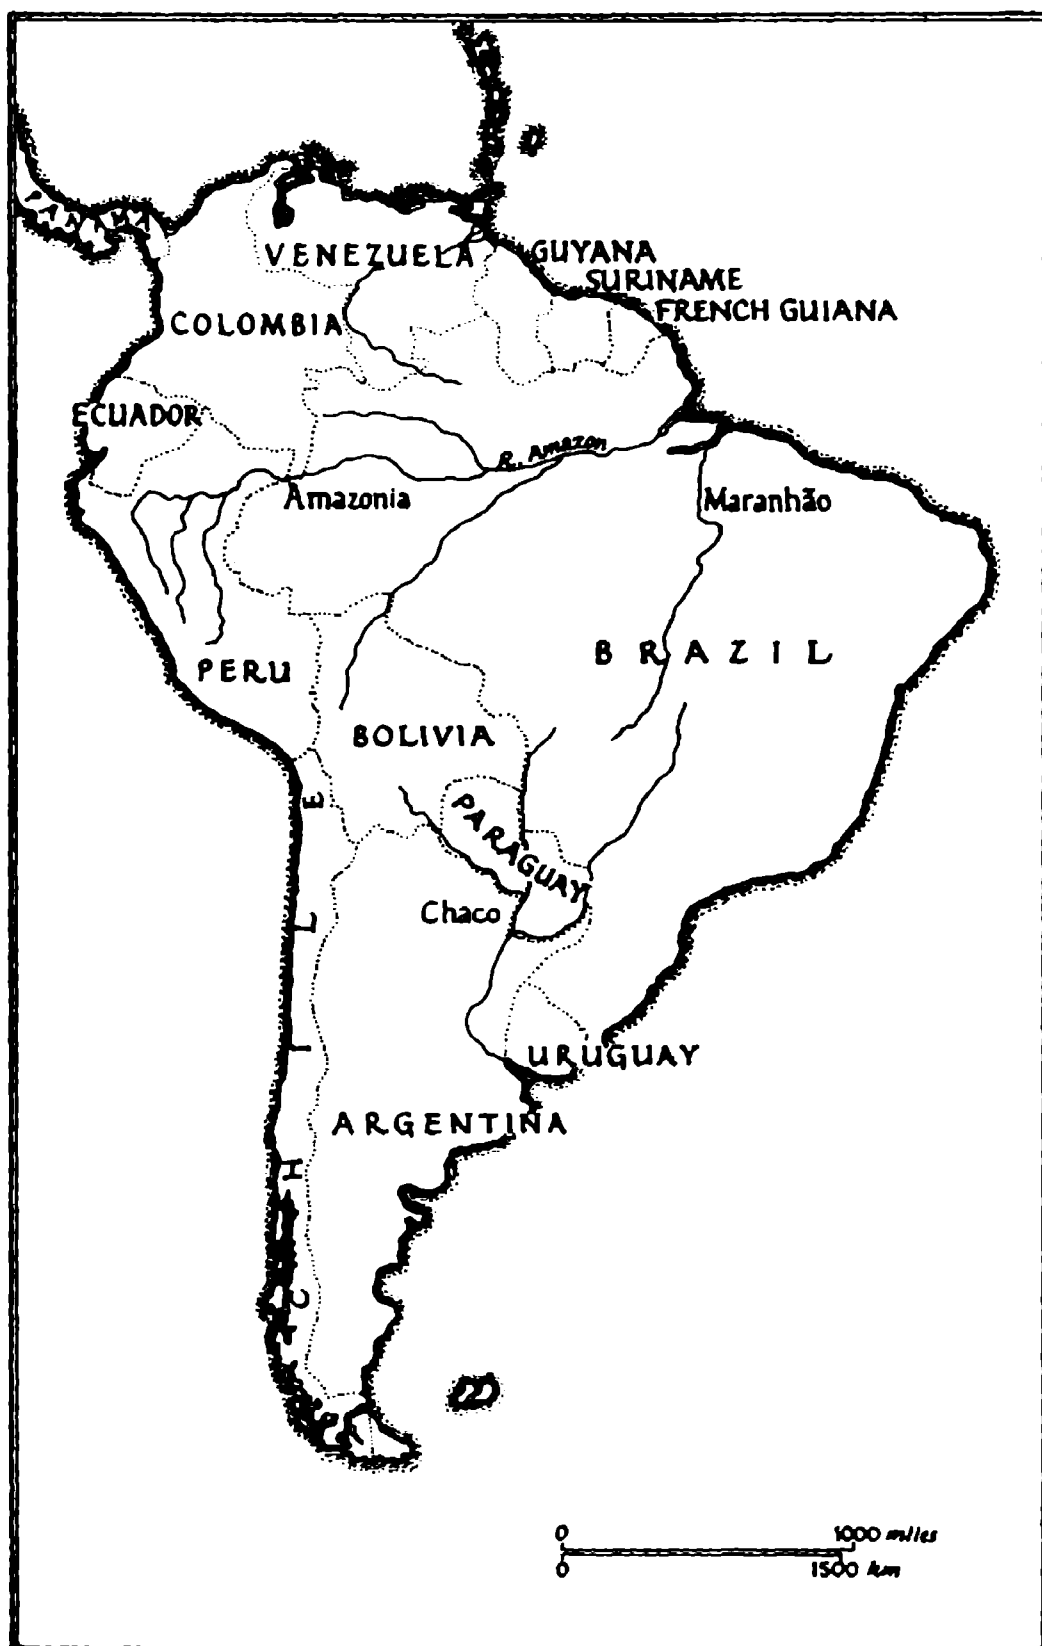 PANAMA
VENEZUELA
GUYANA
SURINAME
FRENCH GUIANA
COLOMBIA
ECUADOR
R. Amazon
Amazonia
Maranhão
BRAZIL
PERU
BOLIVIA
PARAGUAY
Chaco
CHILE
URUGUAY
ARGENTINA
0 1000 miles
0 1500 km